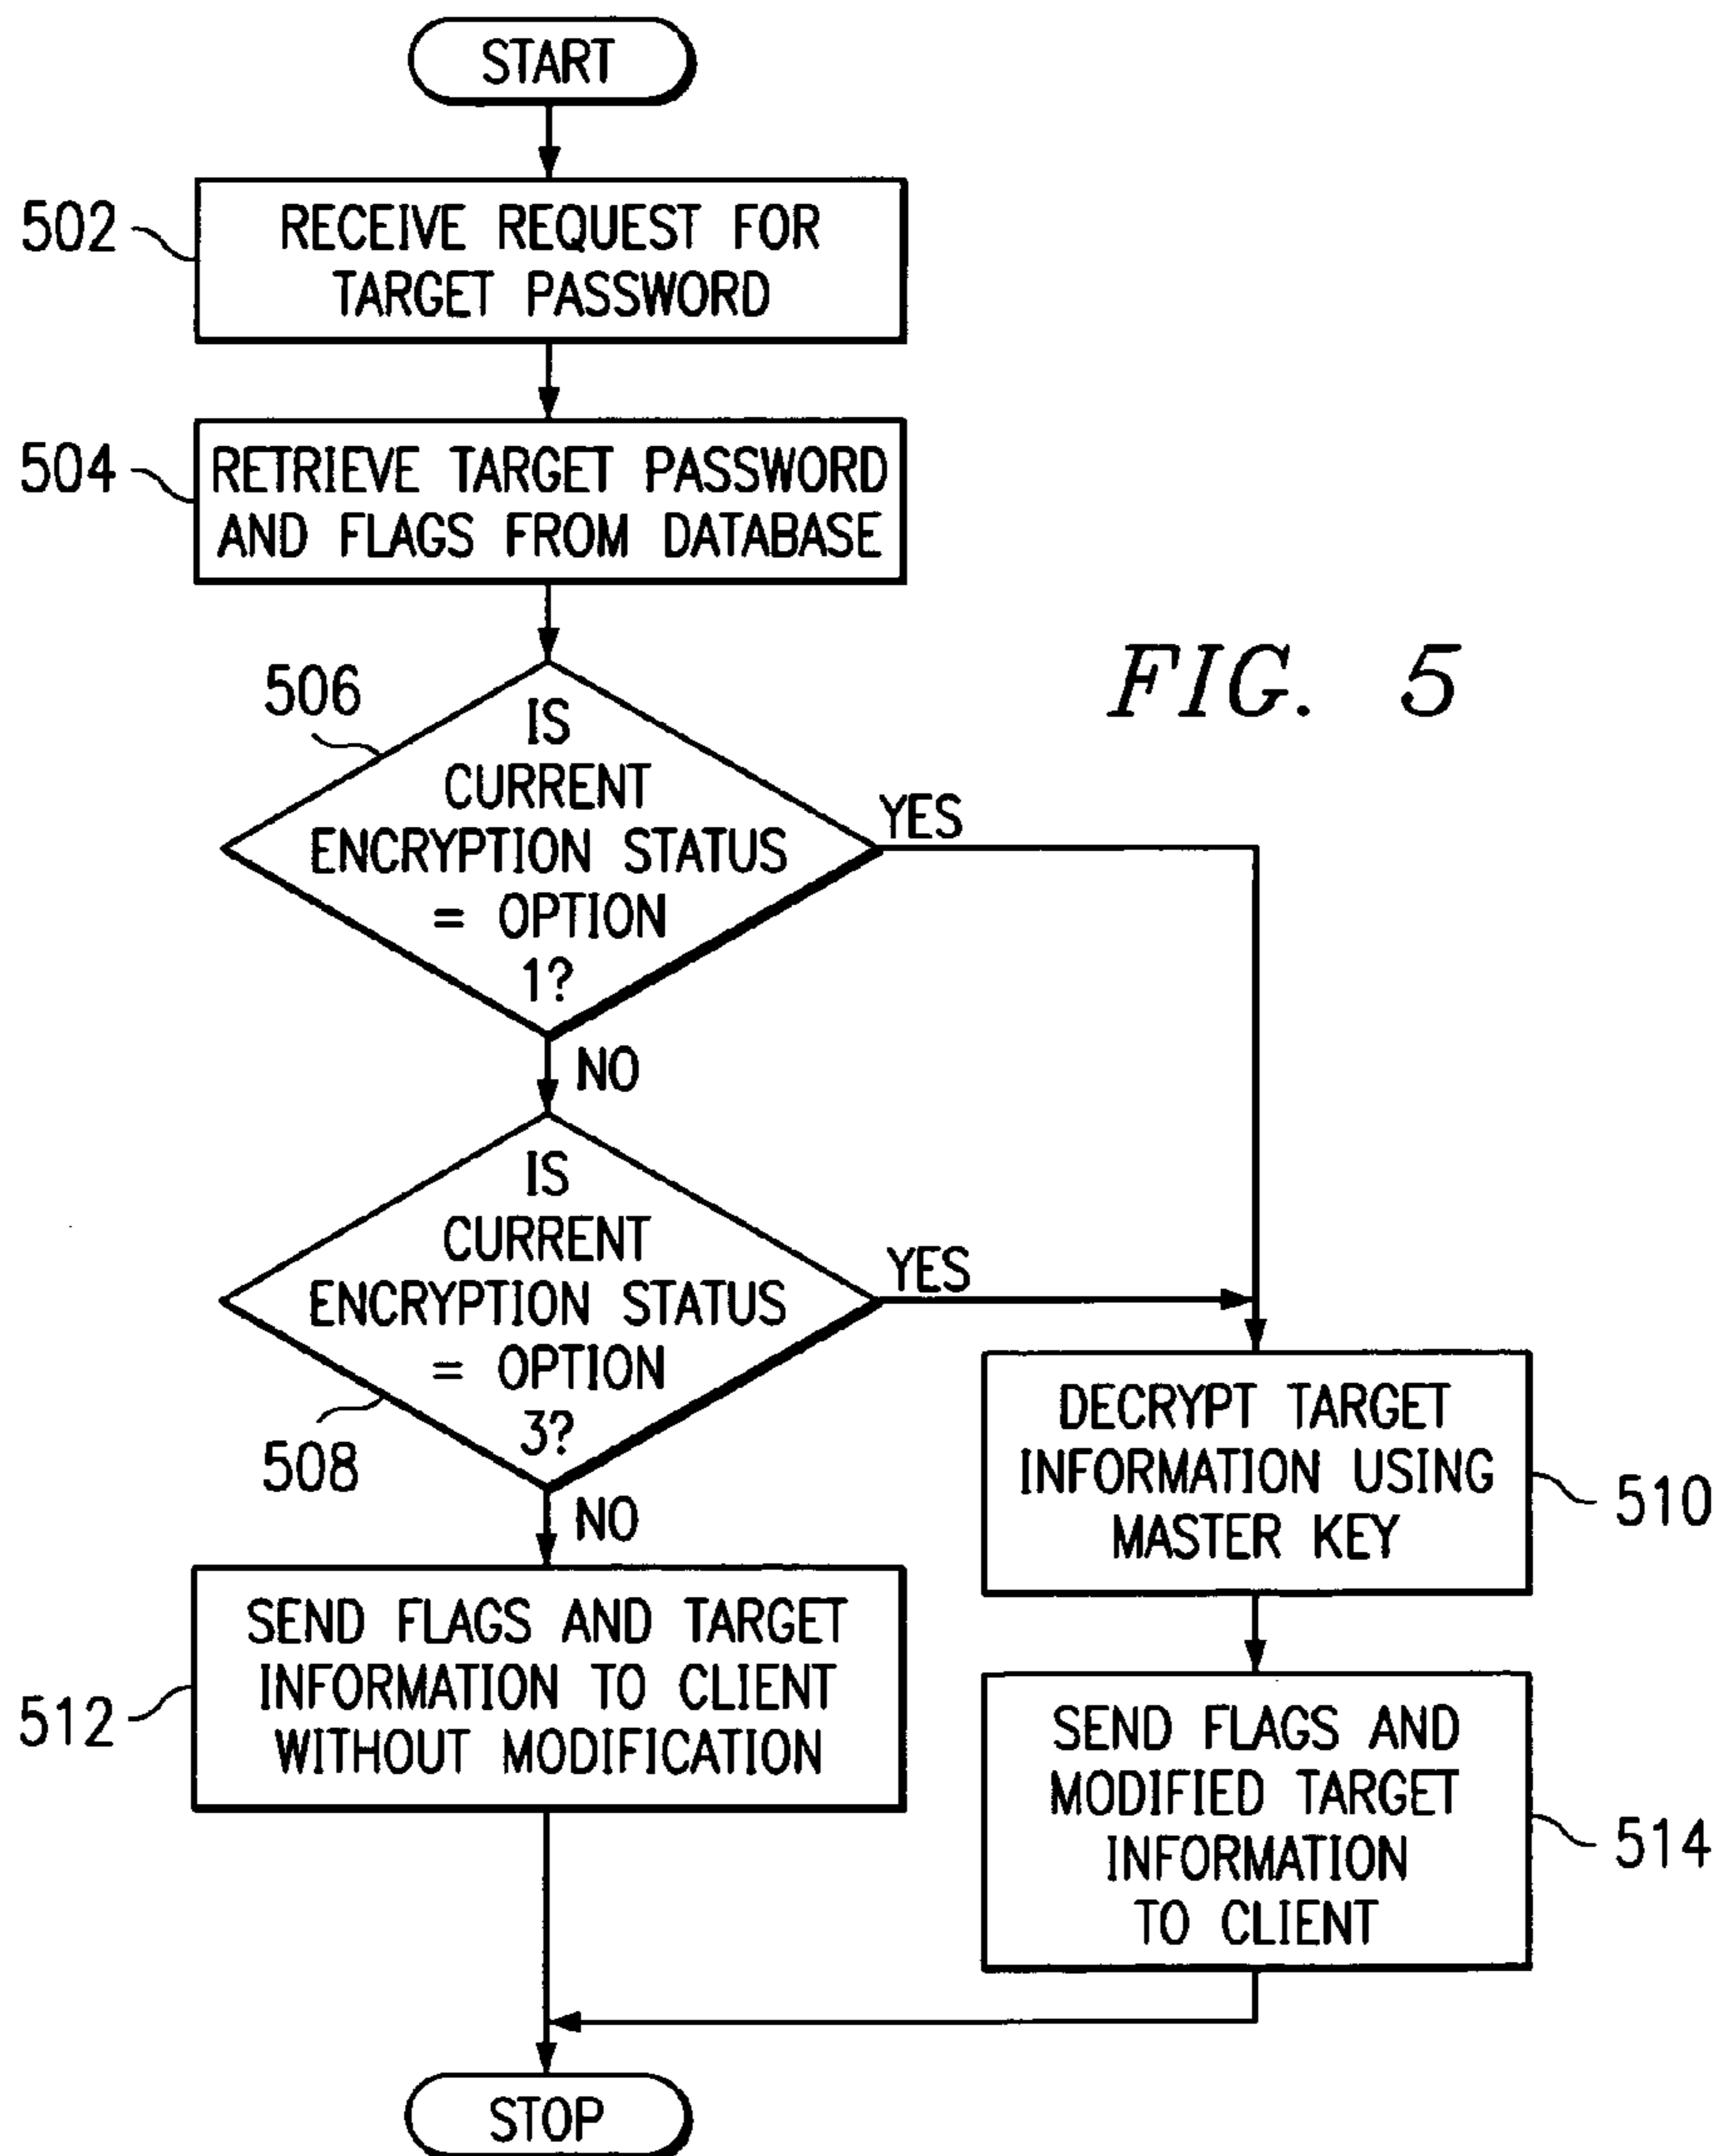 START
502
RECEIVE REQUEST FOR
TARGET PASSWORD
504
RETRIEVE TARGET PASSWORD
AND FLAGS FROM DATABASE
FIG. 5
506
IS
CURRENT
ENCRYPTION STATUS
= OPTION
1?
YES
NO
IS
CURRENT
ENCRYPTION STATUS
= OPTION
3?
508
YES
NO
DECRYPT TARGET
INFORMATION USING
MASTER KEY
510
512
SEND FLAGS AND TARGET
INFORMATION TO CLIENT
WITHOUT MODIFICATION
SEND FLAGS AND
MODIFIED TARGET
INFORMATION
TO CLIENT
514
STOP